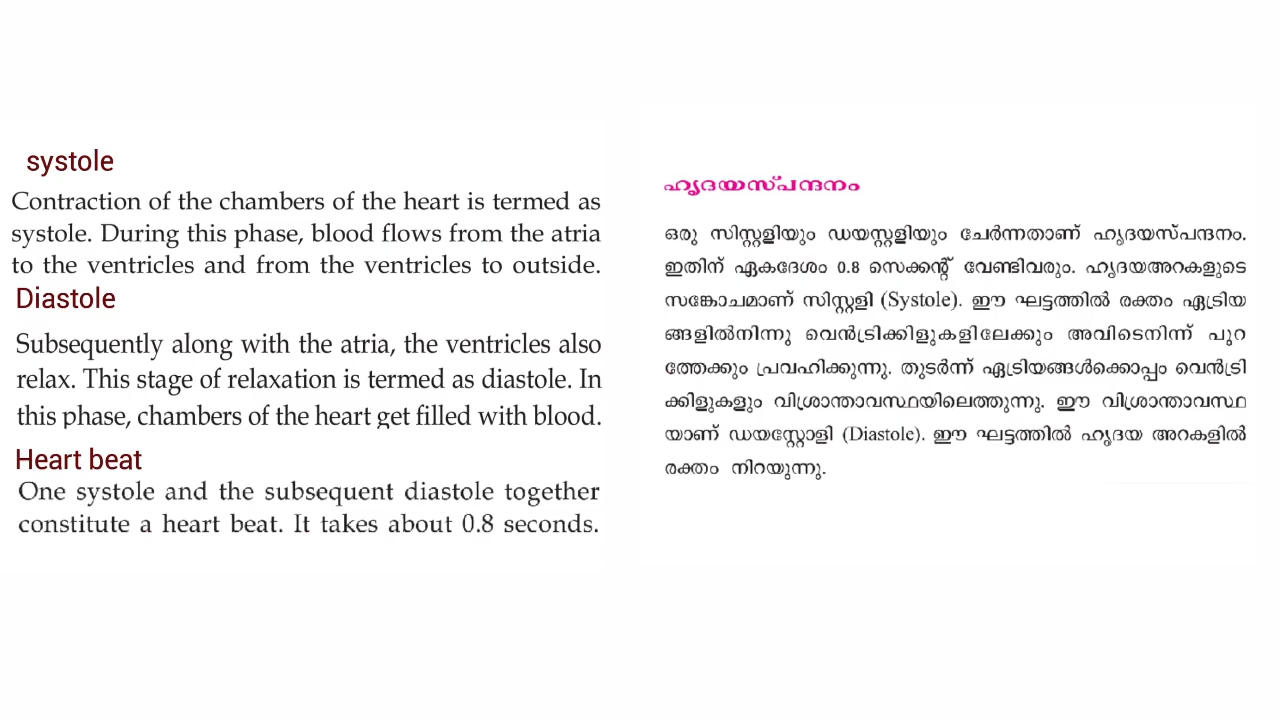 systole
Contraction of the chambers of the heart is termed as
systole. During this phase, blood flows from the atria
to the ventricles and from the ventricles to outside.
Diastole
Subsequently along with the atria, the ventricles also
relax. This stage of relaxation is termed as diastole. In
this phase, chambers of the heart get filled with blood.
Heart beat
One systole and the subsequent diastole together
constitute a heart beat. It takes about 0.8 seconds.
ഹൃദയസ്പന്ദനം
ഒരു സിസ്റ്റളിയും ഡയസ്റ്റളിയും ചേർന്നതാണ് ഹൃദയസ്പന്ദനം.
ഇതിന് ഏകദേശം 0.8 സെക്കന്റ് വേണ്ടിവരും. ഹൃദയഅറകളുടെ
സങ്കോചമാണ് സിസ്റ്റളി (Systole). ഈ ഘട്ടത്തിൽ രക്തം ഏട്രിയ
ങ്ങളിൽനിന്നു വെൻട്രിക്കിളുകളിലേക്കും അവിടെനിന്ന് പുറ
ത്തേക്കും പ്രവഹിക്കുന്നു. തുടർന്ന് ഏട്രിയങ്ങൾക്കൊപ്പം വെൻട്രി
ക്കിളുകളും വിശ്രാന്താവസ്ഥയിലെത്തുന്നു. ഈ വിശ്രാന്താവസ്ഥ
യാണ് ഡയസ്റ്റോളി (Diastole). ഈ ഘട്ടത്തിൽ ഹൃദയ അറകളിൽ
രക്തം നിറയുന്നു.